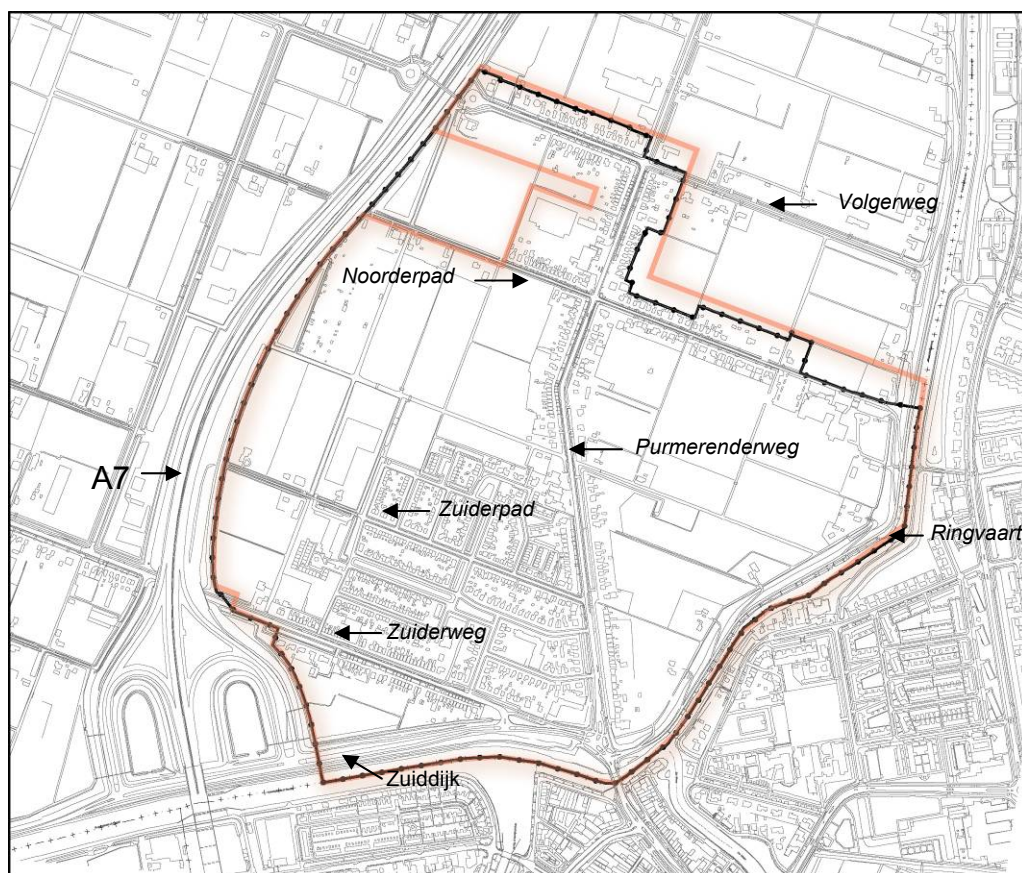 Volgerweg
Noorderpad
Purmerenderweg
A7
Zuiderpad
Ringvaart
Zuiderweg
Zuiddijk